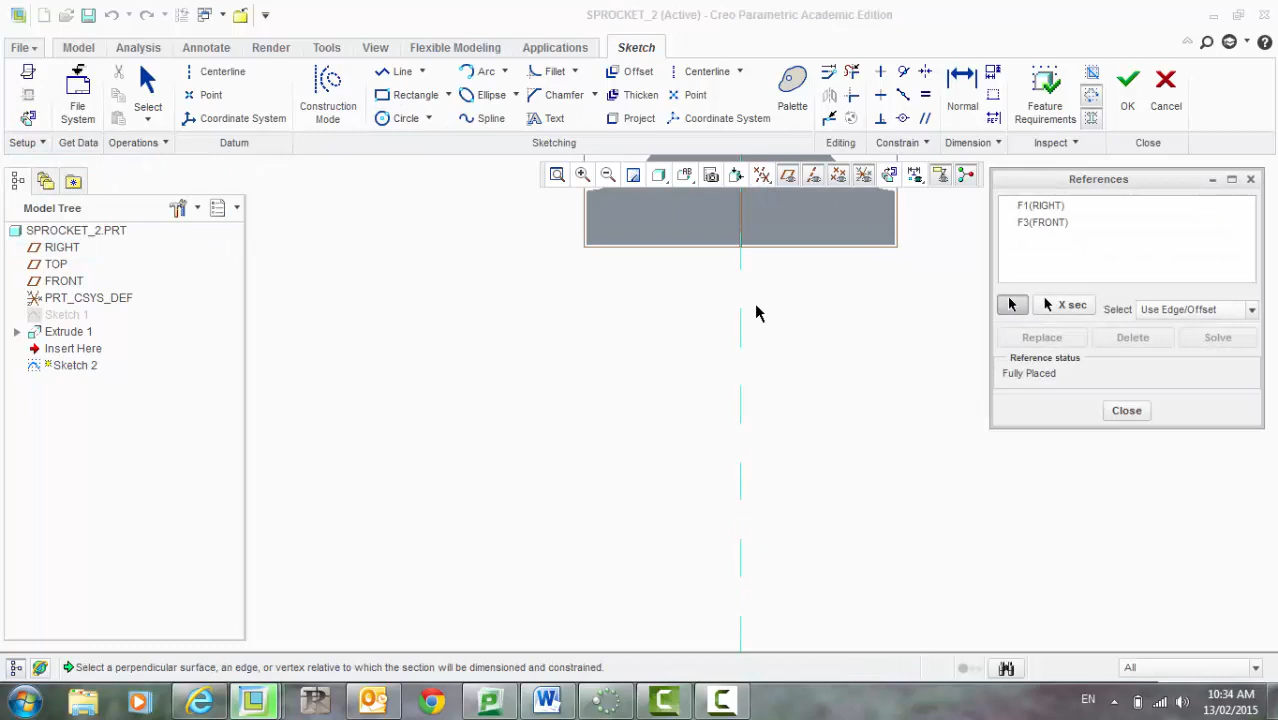 SPROCKET_2 (Active) - Creo Parametric Academic Edition
File Model Analysis Annotate Render Tools View Flexible Modeling Applications Sketch
Centerline Line Arc Fillet Offset Centerline
Point Rectangle Ellipse Chamfer Thicken Point
Coordinate System Circle Spline Text Project Coordinate System
File System Select Construction Mode Palette Normal Feature Requirements OK Cancel
Setup Get Data Operations Datum Sketching Editing Constrain Dimension Inspect Close
References
F1(RIGHT)
F3(FRONT)
X sec Select Use Edge/Offset
Replace Delete Solve
Reference status
Fully Placed
Close
Model Tree
SPROCKET_2.PRT
RIGHT
TOP
FRONT
PRT_CSYS_DEF
Sketch 1
Extrude 1
Insert Here
Sketch 2
Select a perpendicular surface, an edge, or vertex relative to which the section will be dimensioned and constrained.
All
EN
10:34 AM
13/02/2015